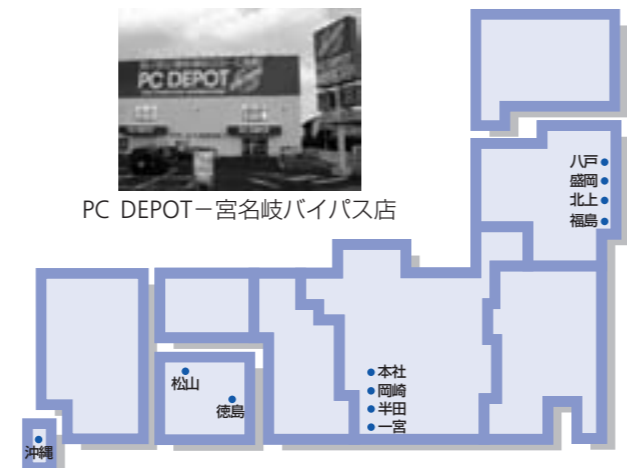 PC DEPOT
PC DEPOT一宮名岐バイパス店
八戸
盛岡
北上
福島
本社
岡崎
半田
一宮
松山
徳島
沖縄